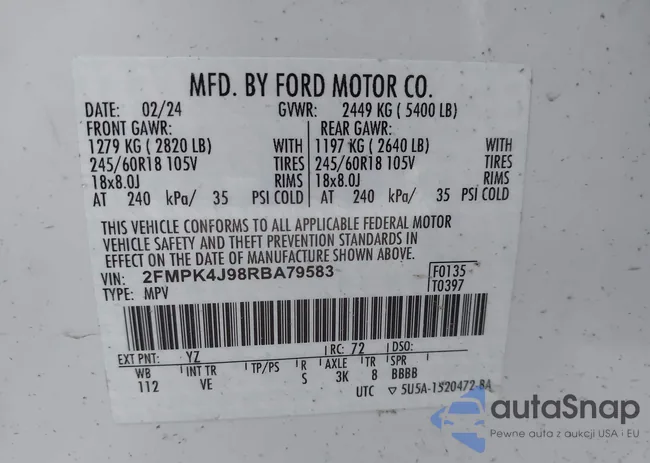 MFD. BY FORD MOTOR CO.
DATE: 02/24 GVWR: 2449 KG ( 5400 LB)
FRONT GAWR: REAR GAWR:
1279 KG ( 2820 LB) WITH 1197 KG ( 2640 LB) WITH
245/60R18 105V TIRES 245/60R18 105V TIRES
18x8.0J RIMS 18x8.0J RIMS
AT 240 kPa/ 35 PSI COLD AT 240 kPa/ 35 PSI COLD
THIS VEHICLE CONFORMS TO ALL APPLICABLE FEDERAL MOTOR
VEHICLE SAFETY AND THEFT PREVENTION STANDARDS IN
EFFECT ON THE DATE OF MANUFACTURE SHOWN ABOVE.
VIN: 2FMPK4J98RBA79583 F0135
TYPE: MPV T0397
EXT PNT: YZ RC: 72 DSO:
WB INT TR TP/PS R AXLE TR SPR
112 VE S 3K 8 BBBB
UTC ▽ 5U5A-1520472-BA
autaSnap
Pewne auta z aukcji USA i EU